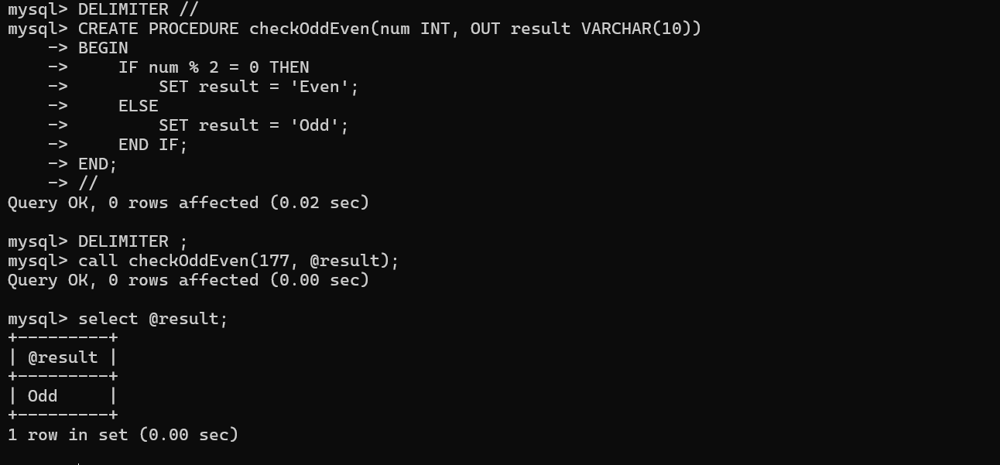 mysql> DELIMITER //
mysql> CREATE PROCEDURE checkOddEven(num INT, OUT result VARCHAR(10))
    -> BEGIN
    ->     IF num % 2 = 0 THEN
    ->         SET result = 'Even';
    ->     ELSE
    ->         SET result = 'Odd';
    ->     END IF;
    -> END;
    -> //
Query OK, 0 rows affected (0.02 sec)

mysql> DELIMITER ;
mysql> call checkOddEven(177, @result);
Query OK, 0 rows affected (0.00 sec)

mysql> select @result;
+---------+
| @result |
+---------+
| Odd     |
+---------+
1 row in set (0.00 sec)